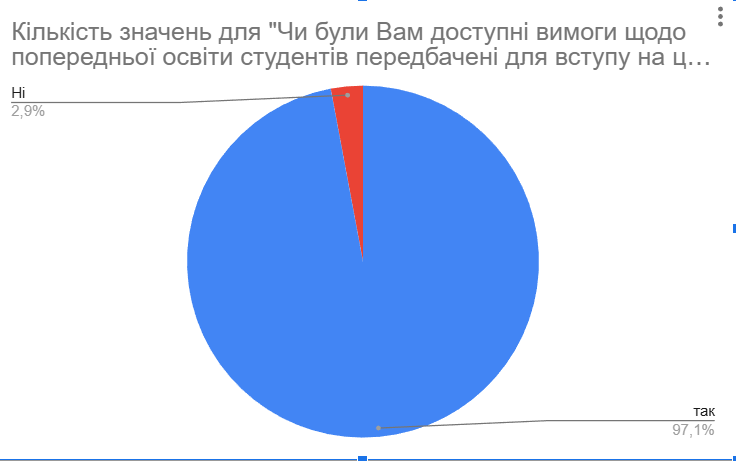 Кількість значень для "Чи були Вам доступні вимоги щодо
попередньої освіти студентів передбачені для вступу на ц...
Ні
2,9%
так
97,1%